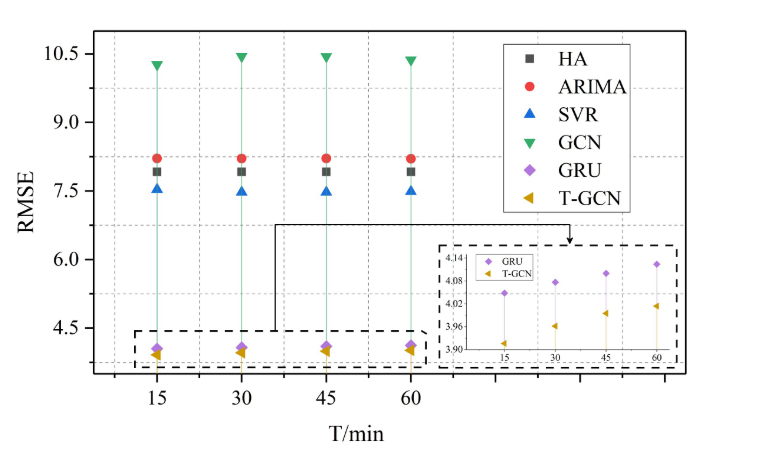 10.5
9.0
7.5
6.0
4.5
RMSE
15 30 45 60
T/min
HA
ARIMA
SVR
GCN
GRU
T-GCN
4.14
4.08
4.02
3.96
3.90
GRU
T-GCN
15 30 45 60